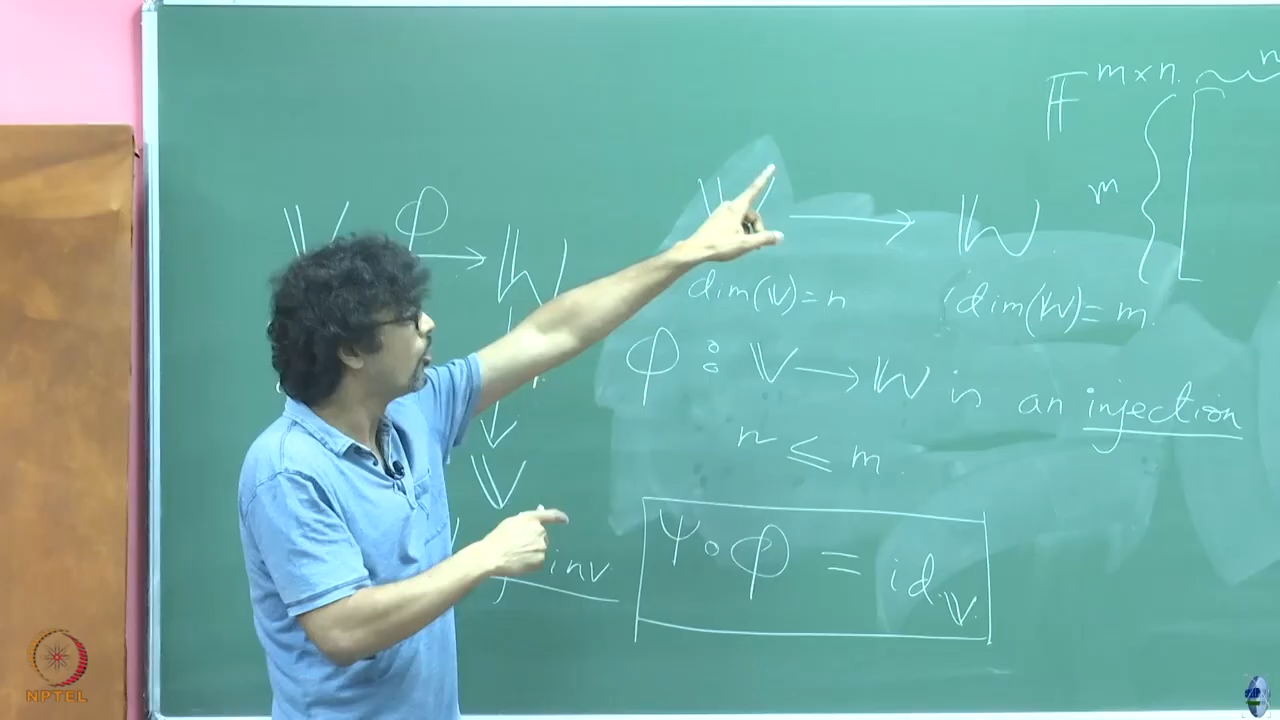 𝕍 φ
𝕎
𝕍
inv
𝕍 → 𝕎
dim(𝕍) = n dim(𝕎) = m.
φ : 𝕍 → 𝕎 is an injection
n ≤ m.
ψ ∘ φ = id_𝕍.
𝔽^{m×n}
n
m { [
NPTEL